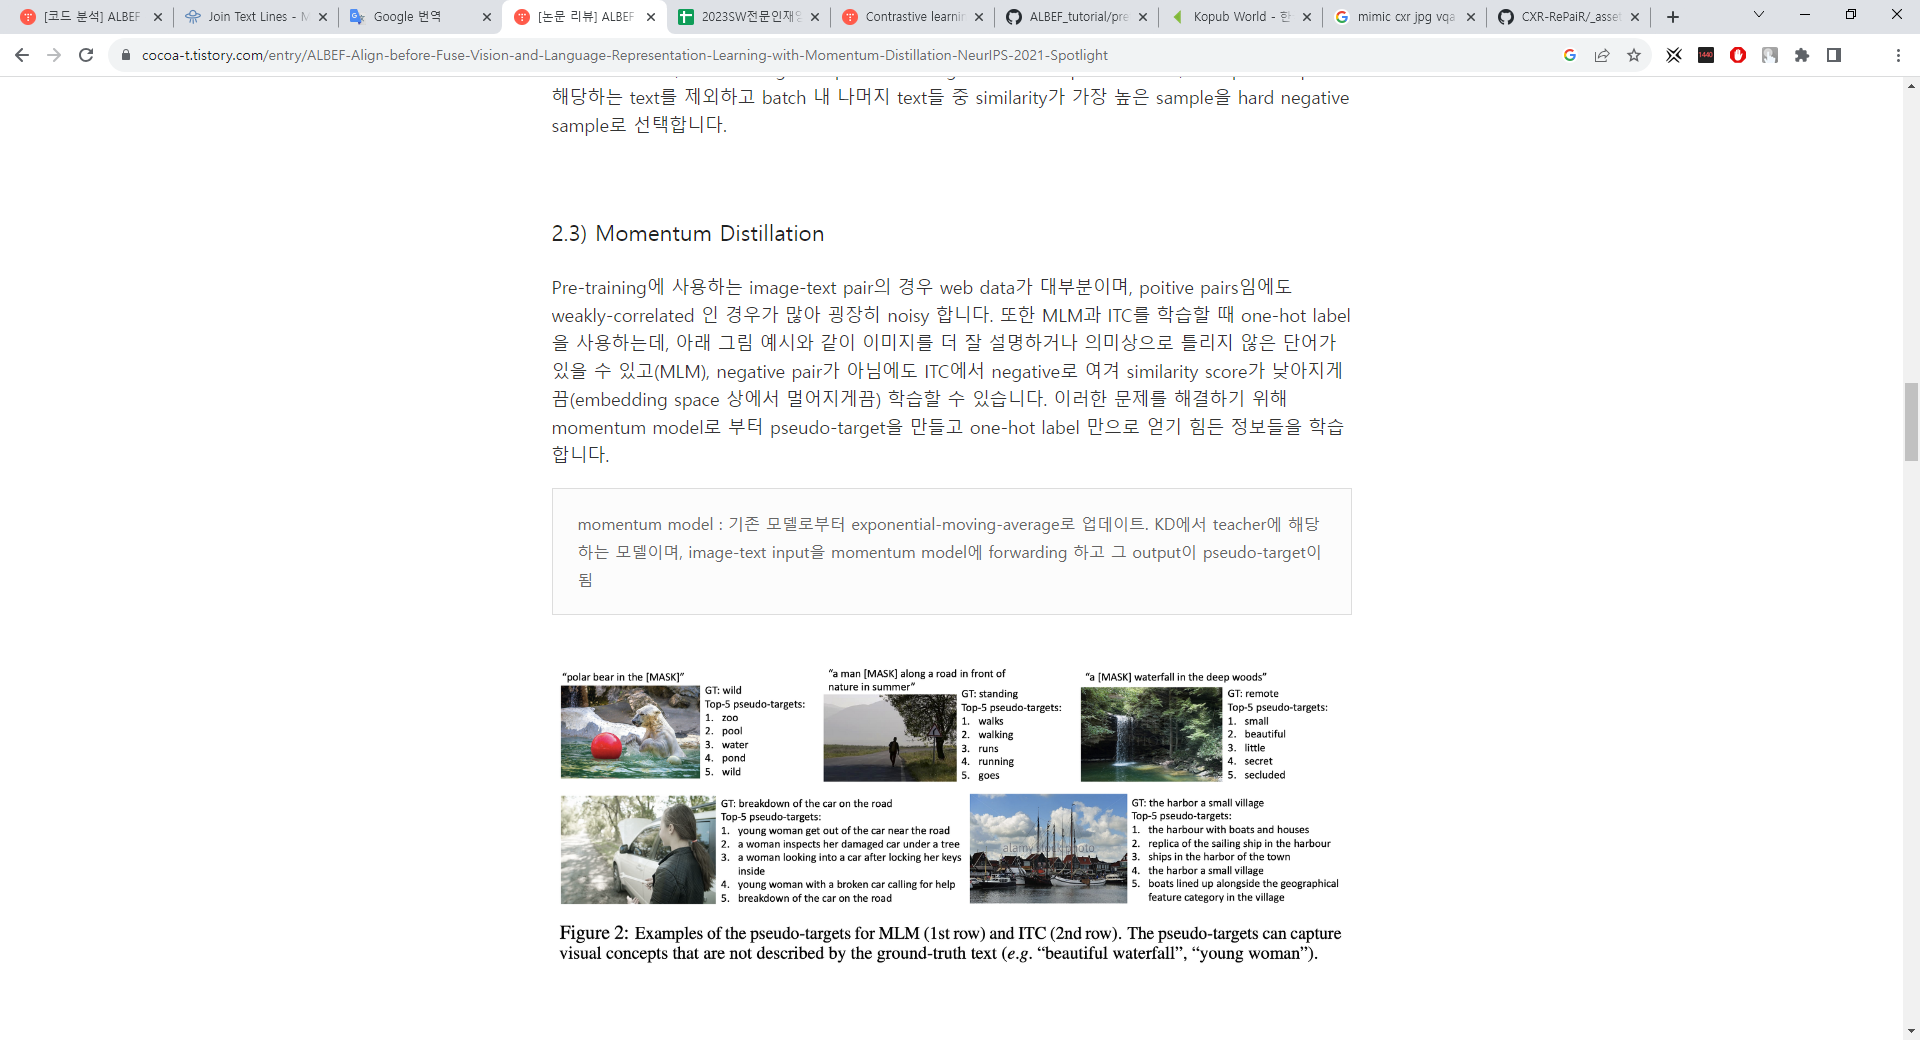 [코드 분석] ALBEF
Join Text Lines - M
Google 번역
[논문 리뷰] ALBEF
2023SW전문인재양
Contrastive learnin
ALBEF_tutorial/pre
Kopub World - 한
mimic cxr jpg vqa
CXR-RePaiR/_asset
cocoa-t.tistory.com/entry/ALBEF-Align-before-Fuse-Vision-and-Language-Representation-Learning-with-Momentum-Distillation-NeurIPS-2021-Spotlight
1440
해당하는 text를 제외하고 batch 내 나머지 text들 중 similarity가 가장 높은 sample을 hard negative
sample로 선택합니다.
2.3) Momentum Distillation
Pre-training에 사용하는 image-text pair의 경우 web data가 대부분이며, poitive pairs임에도
weakly-correlated 인 경우가 많아 굉장히 noisy 합니다. 또한 MLM과 ITC를 학습할 때 one-hot label
을 사용하는데, 아래 그림 예시와 같이 이미지를 더 잘 설명하거나 의미상으로 틀리지 않은 단어가
있을 수 있고(MLM), negative pair가 아님에도 ITC에서 negative로 여겨 similarity score가 낮아지게
끔(embedding space 상에서 멀어지게끔) 학습할 수 있습니다. 이러한 문제를 해결하기 위해
momentum model로 부터 pseudo-target을 만들고 one-hot label 만으로 얻기 힘든 정보들을 학습
합니다.
momentum model : 기존 모델로부터 exponential-moving-average로 업데이트. KD에서 teacher에 해당
하는 모델이며, image-text input을 momentum model에 forwarding 하고 그 output이 pseudo-target이
됨
“polar bear in the [MASK]”
GT: wild
Top-5 pseudo-targets:
1. zoo
2. pool
3. water
4. pond
5. wild
“a man [MASK] along a road in front of
nature in summer”
GT: standing
Top-5 pseudo-targets:
1. walks
2. walking
3. runs
4. running
5. goes
“a [MASK] waterfall in the deep woods”
GT: remote
Top-5 pseudo-targets:
1. small
2. beautiful
3. little
4. secret
5. secluded
GT: breakdown of the car on the road
Top-5 pseudo-targets:
1. young woman get out of the car near the road
2. a woman inspects her damaged car under a tree
3. a woman looking into a car after locking her keys
inside
4. young woman with a broken car calling for help
5. breakdown of the car on the road
alamy stock photo
GT: the harbor a small village
Top-5 pseudo-targets:
1. the harbour with boats and houses
2. replica of the sailing ship in the harbour
3. ships in the harbor of the town
4. the harbor a small village
5. boats lined up alongside the geographical
feature category in the village
Figure 2: Examples of the pseudo-targets for MLM (1st row) and ITC (2nd row). The pseudo-targets can capture
visual concepts that are not described by the ground-truth text (e.g. “beautiful waterfall”, “young woman”).